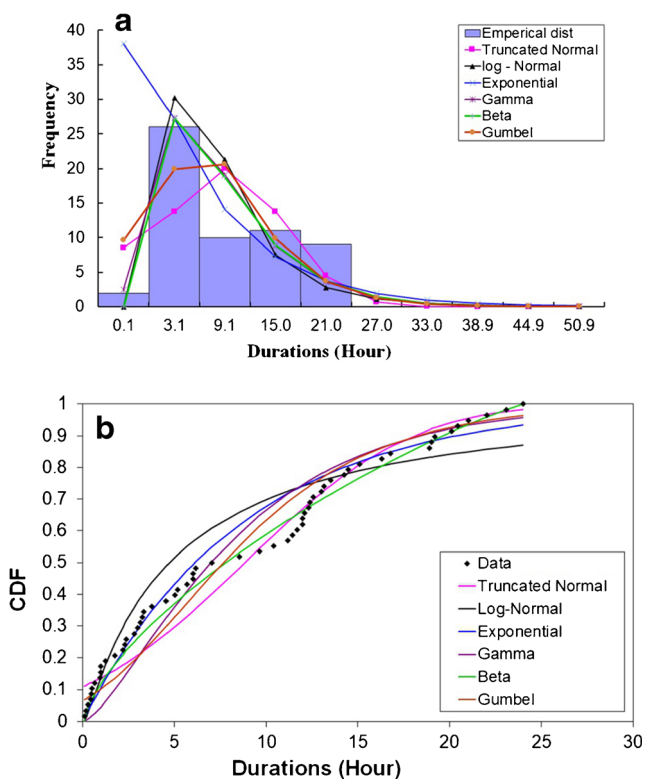 a
40
35
30
25
20
15
10
5
0
Frequency
Emperical dist
Truncated Normal
log - Normal
Exponential
Gamma
Beta
Gumbel
0.1 3.1 9.1 15.0 21.0 27.0 33.0 38.9 44.9 50.9
Durations (Hour)
b
1
0.9
0.8
0.7
0.6
0.5
0.4
0.3
0.2
0.1
0
CDF
Data
Truncated Normal
Log-Normal
Exponential
Gamma
Beta
Gumbel
0 5 10 15 20 25 30
Durations (Hour)